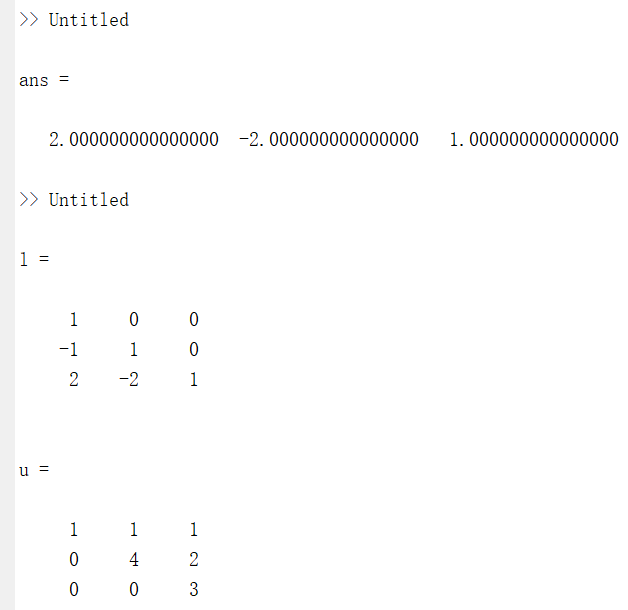 >> Untitled
ans =
2.000000000000000 -2.000000000000000 1.000000000000000
>> Untitled
l =
1 0 0
-1 1 0
2 -2 1
u =
1 1 1
0 4 2
0 0 3